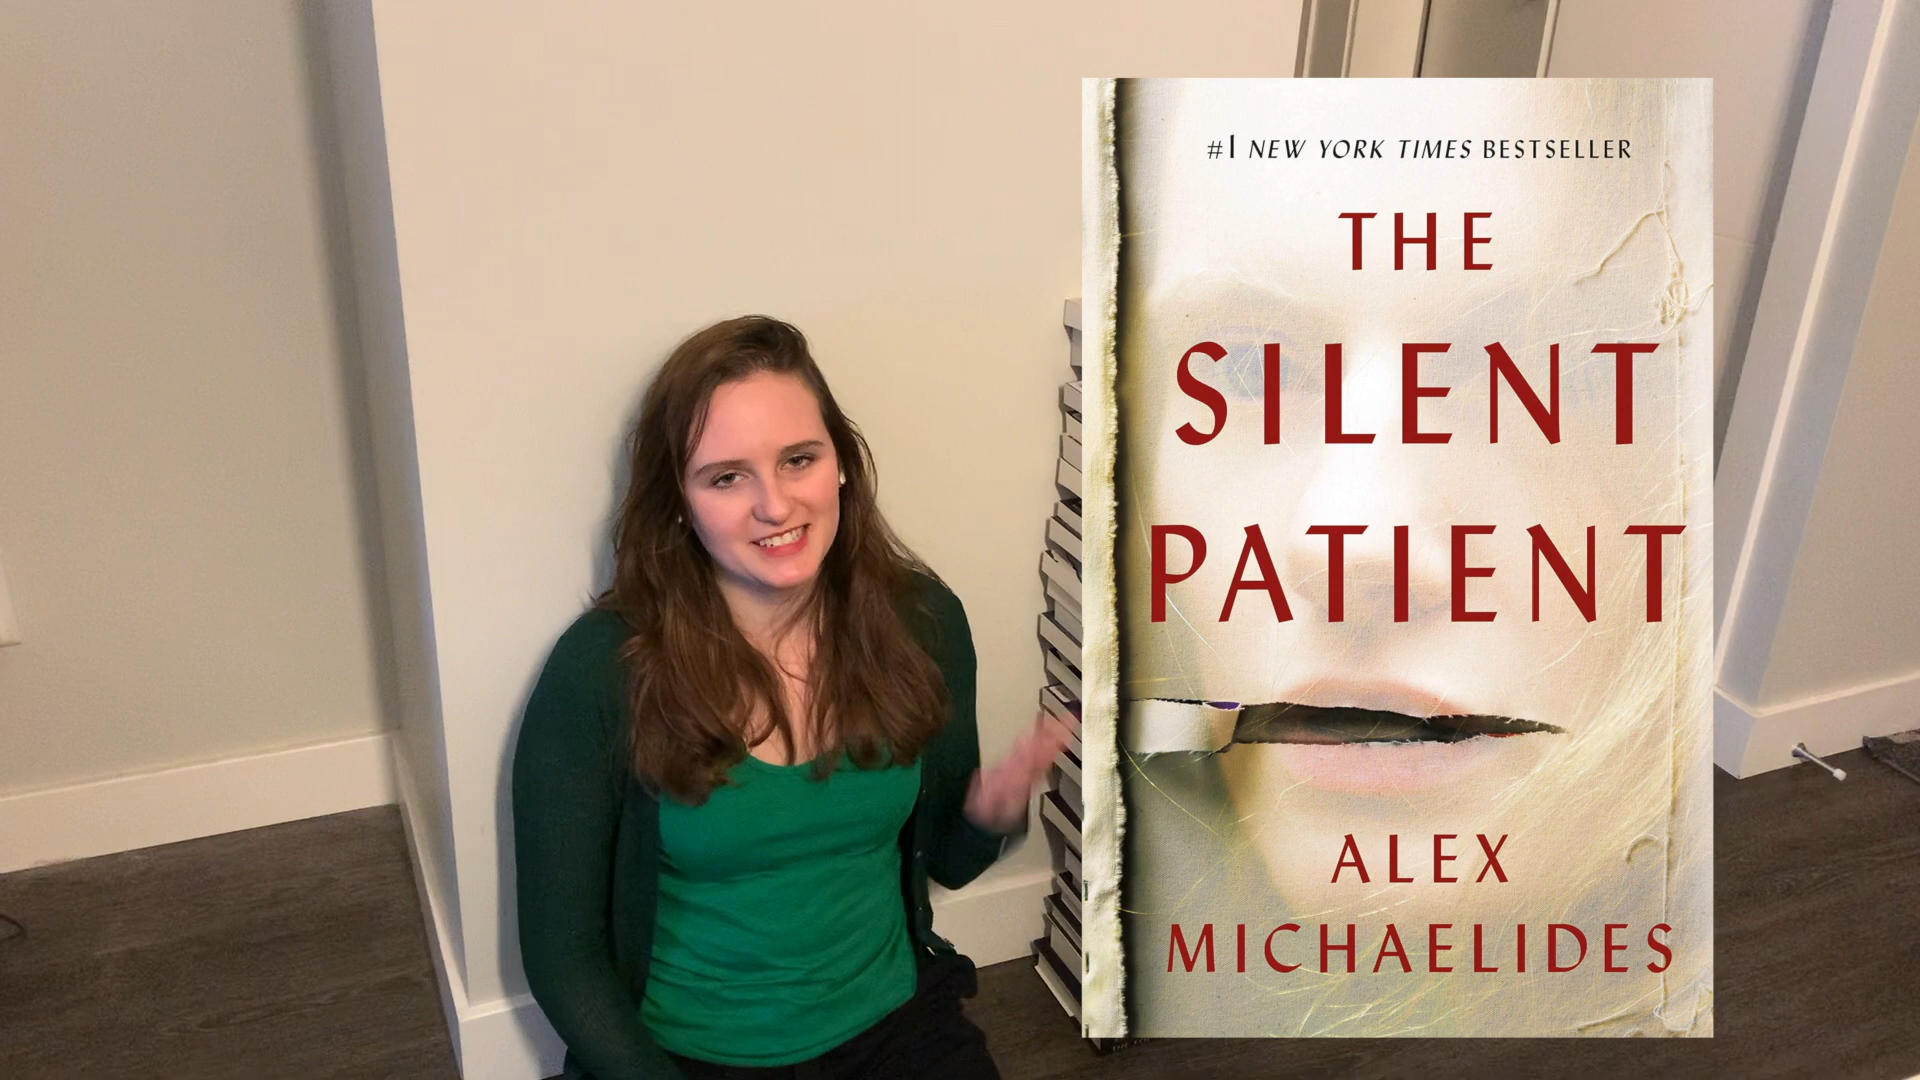 #1 NEW YORK TIMES BESTSELLER
THE
SILENT
PATIENT
ALEX
MICHAELIDES